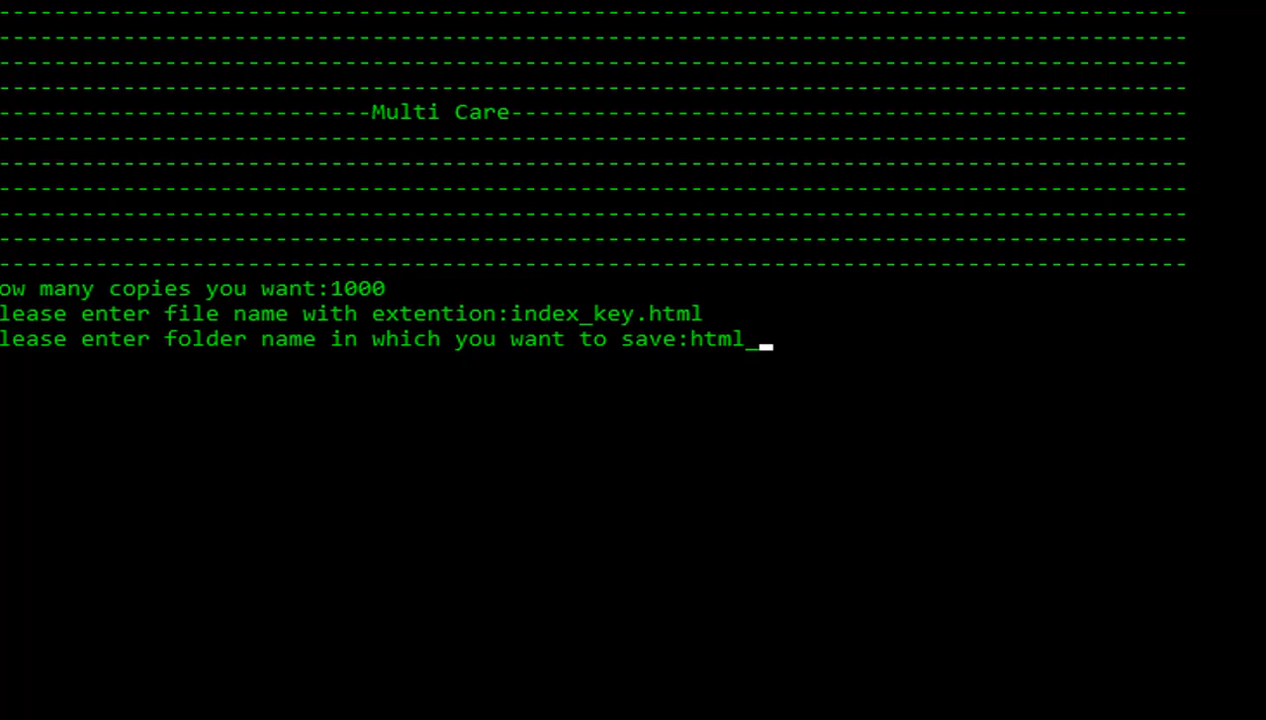 Multi Care
ow many copies you want:1000
lease enter file name with extention:index_key.html
lease enter folder name in which you want to save:html_